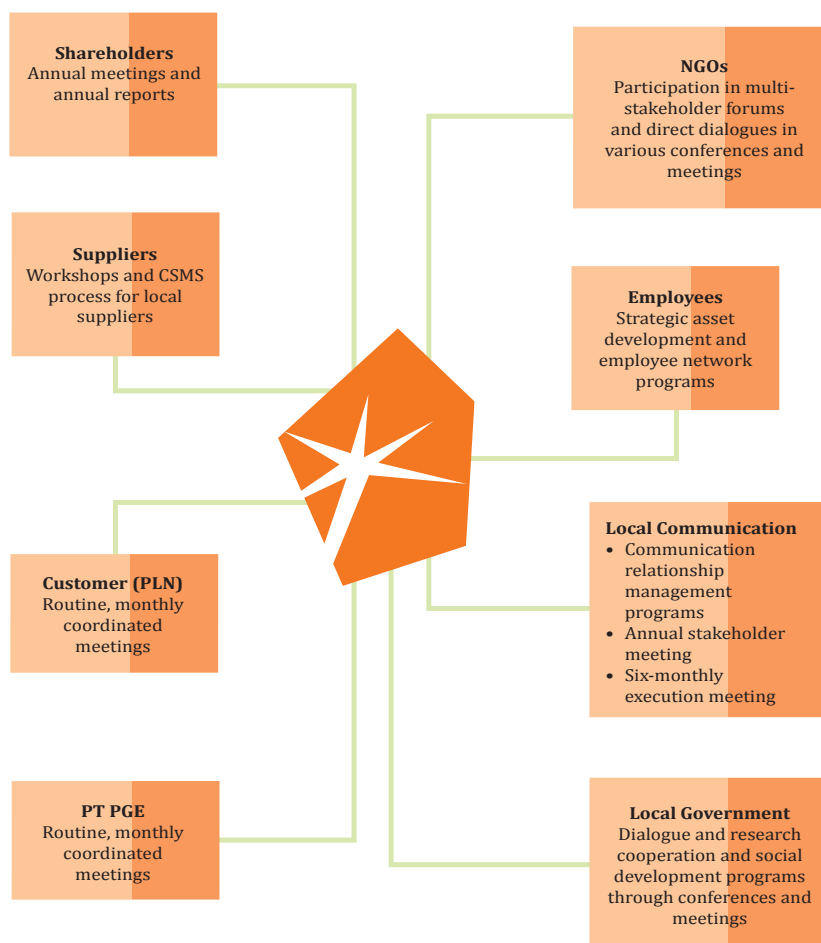 Shareholders
Annual meetings and
annual reports
Suppliers
Workshops and CSMS
process for local
suppliers
Customer (PLN)
Routine, monthly
coordinated
meetings
PT PGE
Routine, monthly
coordinated
meetings
NGOs
Participation in multi-
stakeholder forums
and direct dialogues in
various conferences and
meetings
Employees
Strategic asset
development and
employee network
programs
Local Communication
• Communication
relationship
management
programs
• Annual stakeholder
meeting
• Six-monthly
execution meeting
Local Government
Dialogue and research
cooperation and social
development programs
through conferences and
meetings